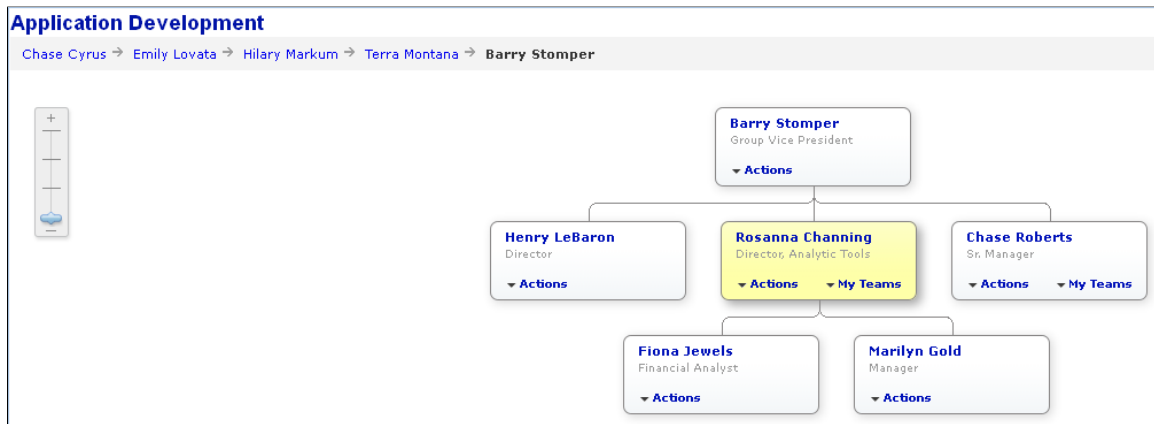 Application Development
Chase Cyrus → Emily Lovata → Hilary Markum → Terra Montana → Barry Stomper
+
Barry Stomper
Group Vice President
Actions
−
Henry LeBaron
Director
Actions
Rosanna Channing
Director, Analytic Tools
Actions My Teams
Chase Roberts
Sr. Manager
Actions My Teams
Fiona Jewels
Financial Analyst
Actions
Marilyn Gold
Manager
Actions